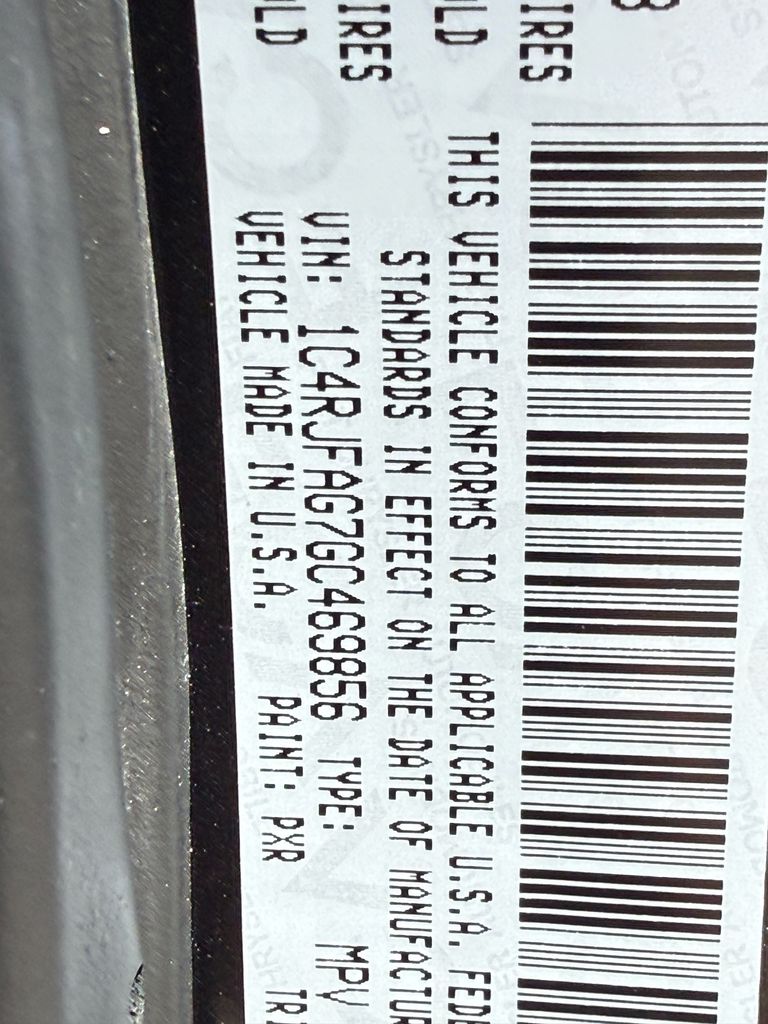 IRES
LD
IRES
LD
THIS VEHICLE CONFORMS TO ALL APPLICABLE U.S.A. FEDE
STANDARDS IN EFFECT ON THE DATE OF MANUFACTUR
VIN: 1C4RJFAG7GC469856 TYPE: MPV
VEHICLE MADE IN U.S.A. PAINT: PXR TRI